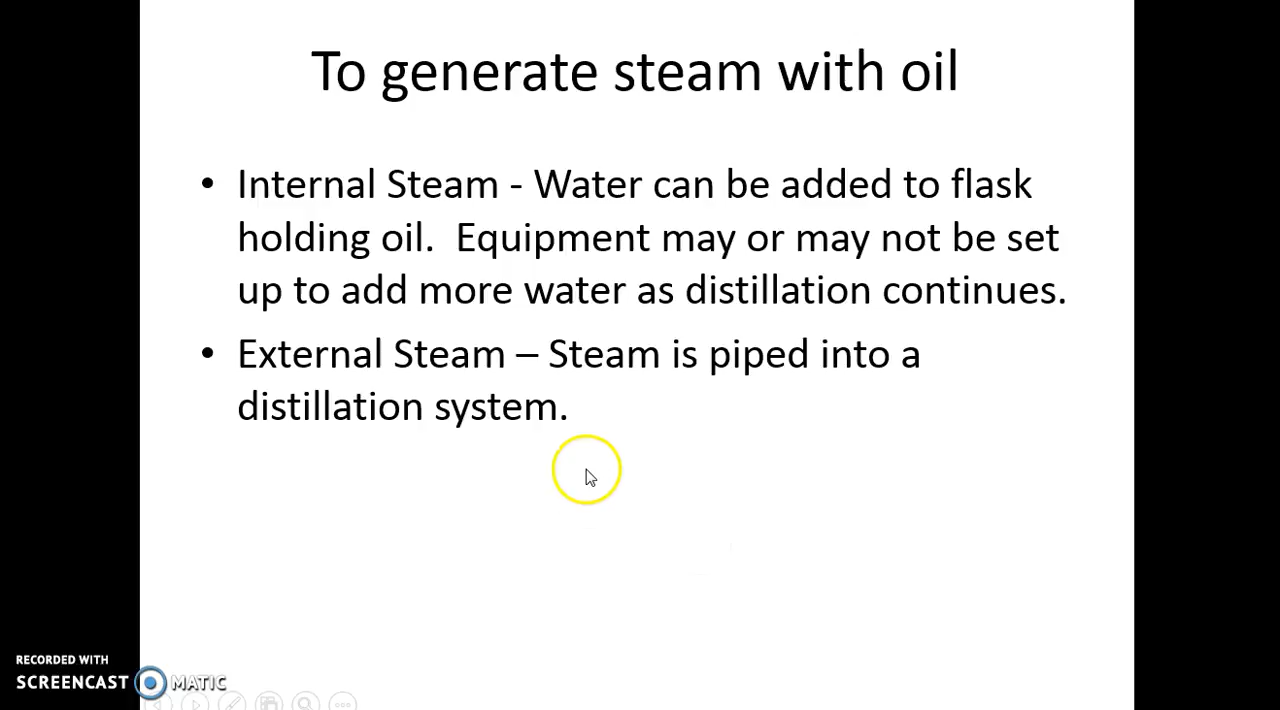 To generate steam with oil
• Internal Steam - Water can be added to flask
holding oil.  Equipment may or may not be set
up to add more water as distillation continues.
• External Steam – Steam is piped into a
distillation system.
RECORDED WITH
SCREENCAST MATIC